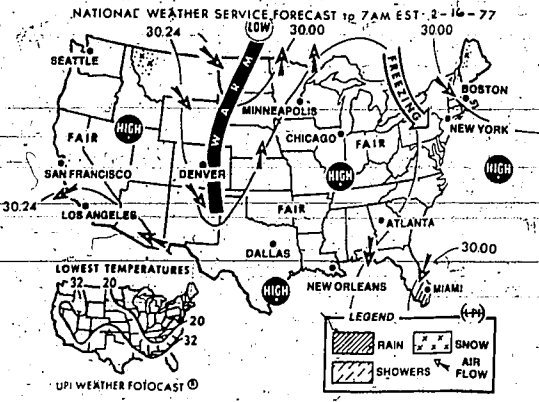 NATIONAL WEATHER SERVICE FORECAST to 7AM EST 2-16-77
30.24
LOW
30.00
30.00
SEATTLE
WARM
FREEZING
BOSTON
MINNEAPOLIS
NEW YORK
HIGH
CHICAGO
FAIR
FAIR
SAN FRANCISCO
DENVER
HIGH
HIGH
30.24
LOS ANGELES
FAIR
ATLANTA
DALLAS
30.00
LOWEST TEMPERATURES
32 20
HIGH
NEW ORLEANS
MIAMI
20
32
LEGEND
UPI
RAIN
SNOW
SHOWERS
AIR FLOW
UPI WEATHER FOTOCAST ®